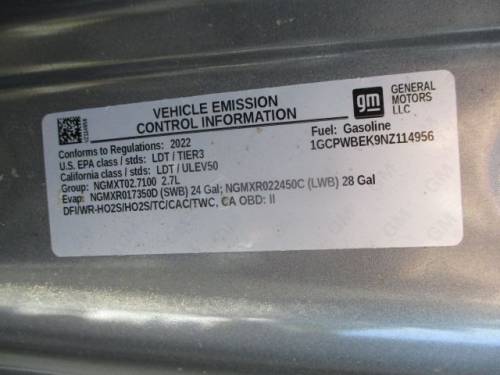 VEHICLE EMISSION
CONTROL INFORMATION
gm
GENERAL
MOTORS
LLC
Conforms to Regulations: 2022
Fuel: Gasoline
U.S. EPA class / stds: LDT / TIER3
1GCPWBEK9NZ114956
California class / stds: LDT / ULEV50
Group: NGMXT02.7100 2.7L
Evap: NGMXR017350D (SWB) 24 Gal; NGMXR022450C (LWB) 28 Gal
DFI/WR-HO2S/HO2S/TC/CAC/TWC, CA OBD: II